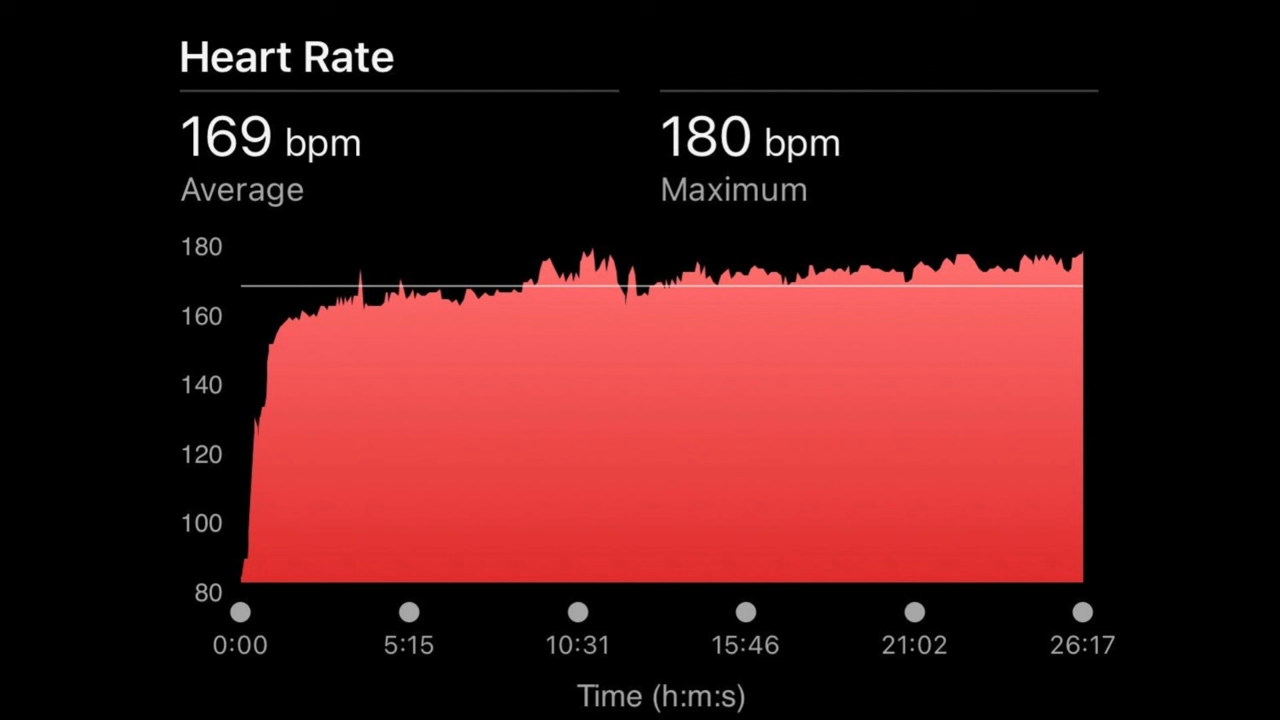 Heart Rate
169 bpm
Average
180 bpm
Maximum
180
160
140
120
100
80
0:00 5:15 10:31 15:46 21:02 26:17
Time (h:m:s)